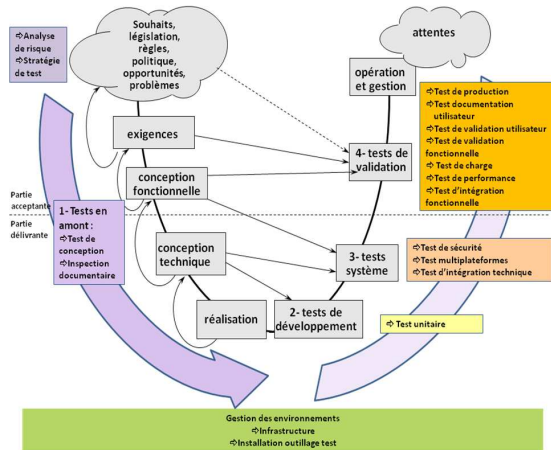 ⇨Analyse
de risque
⇨Stratégie
de test
Souhaits,
législation,
règles,
politique,
opportunités,
problèmes
attentes
opération
et gestion
exigences
4- tests de
validation
conception
fonctionnelle
Partie
acceptante
Partie
délivrante
1- Tests en
amont :
⇨Test de
conception
⇨Inspection
documentaire
conception
technique
3- tests
système
réalisation
2- tests de
développement
⇨Test de production
⇨Test documentation
utilisateur
⇨Test de validation utilisateur
⇨Test de validation
fonctionnelle
⇨Test de charge
⇨Test de performance
⇨Test d'intégration
fonctionnelle
⇨Test de sécurité
⇨Test multiplateformes
⇨Test d'intégration technique
⇨ Test unitaire
Gestion des environnements
⇨Infrastructure
⇨Installation outillage test